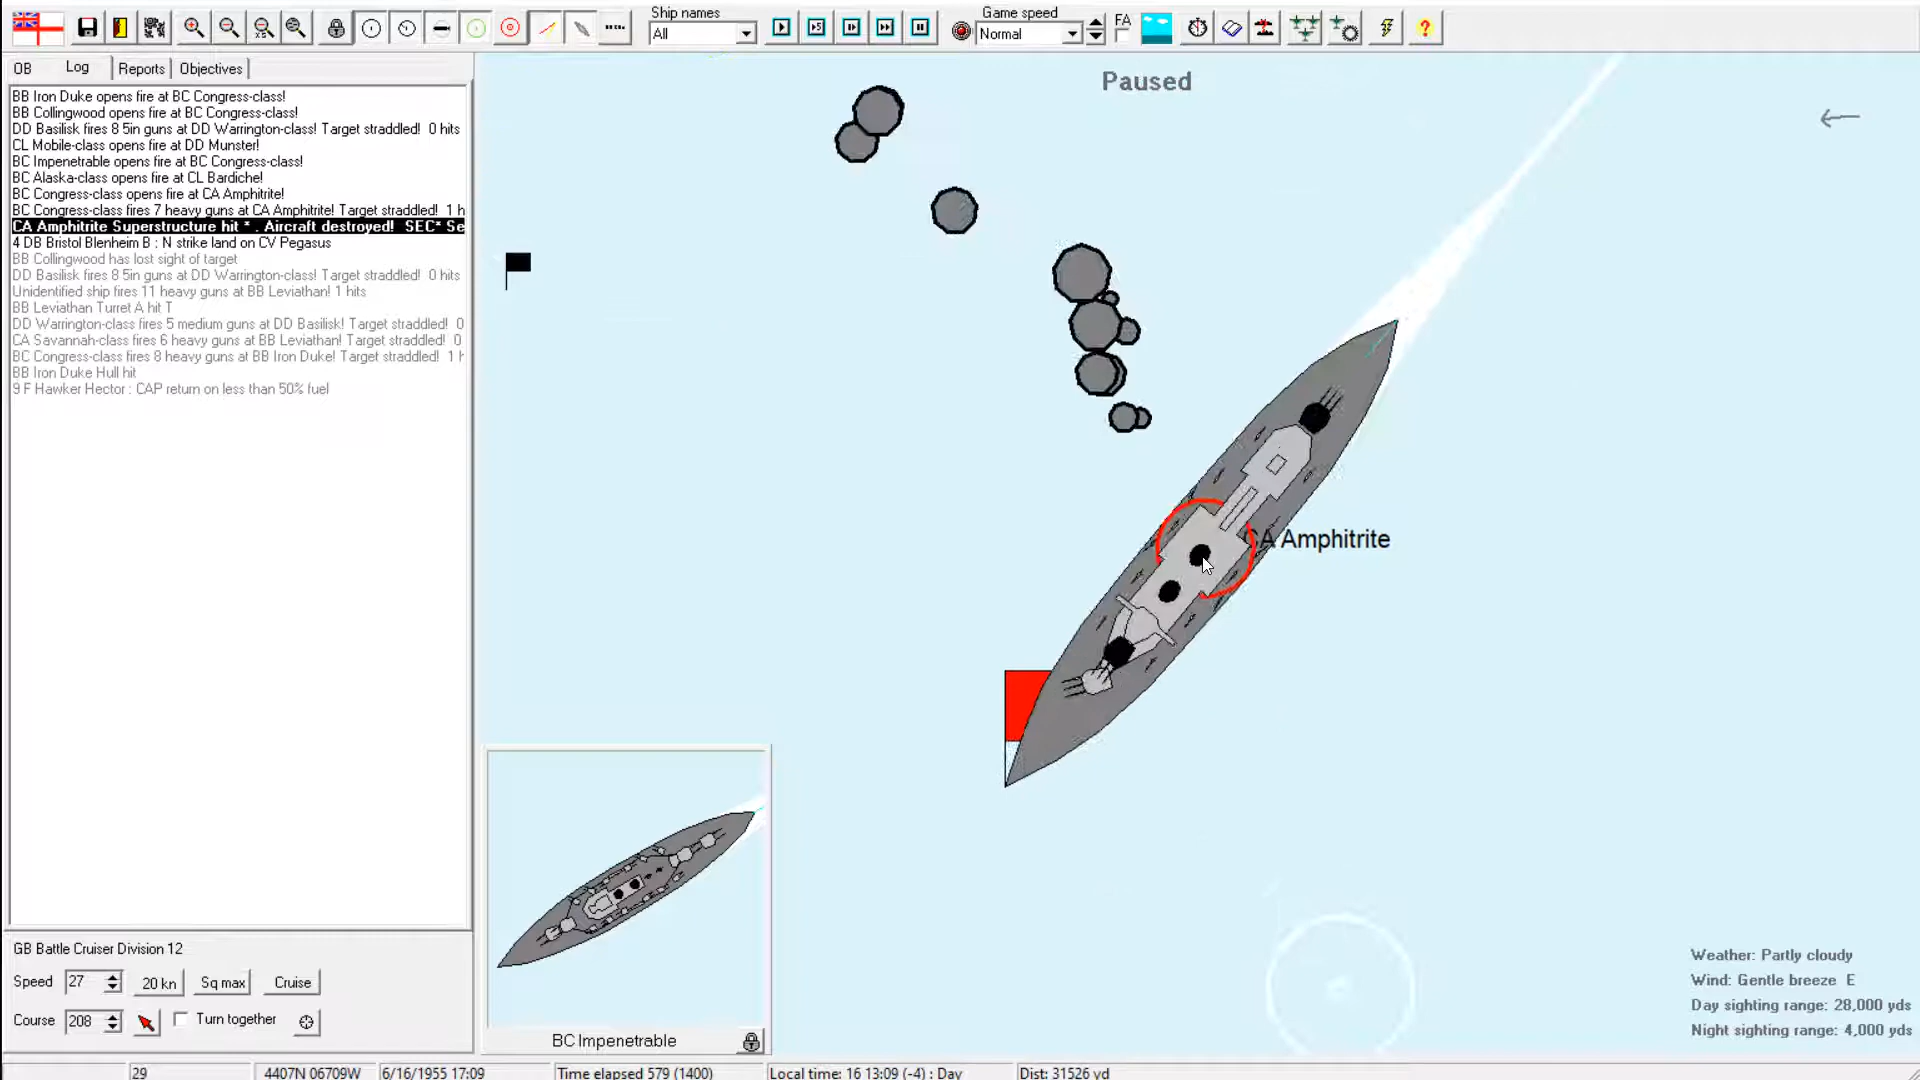 Ship names
All
Game speed
Normal
FA
OB Log Reports Objectives
BB Iron Duke opens fire at BC Congress-class!
BB Collingwood opens fire at BC Congress-class!
DD Basilisk fires 8 5in guns at DD Warrington-class! Target straddled! 0 hits
CL Mobile-class opens fire at DD Munster!
BC Impenetrable opens fire at BC Congress-class!
BC Alaska-class opens fire at CL Bardiche!
BC Congress-class opens fire at CA Amphitrite!
BC Congress-class fires 7 heavy guns at CA Amphitrite! Target straddled! 1 h
CA Amphitrite Superstructure hit * . Aircraft destroyed! SEC* Se
4 DB Bristol Blenheim B : N strike land on CV Pegasus
BB Collingwood has lost sight of target
DD Basilisk fires 8 5in guns at DD Warrington-class! Target straddled! 0 hits
Unidentified ship fires 11 heavy guns at BB Leviathan! 1 hits
BB Leviathan Turret A hit T
DD Warrington-class fires 5 medium guns at DD Basilisk! Target straddled! 0
CA Savannah-class fires 6 heavy guns at BB Leviathan! Target straddled! 0
BC Congress-class fires 8 heavy guns at BB Iron Duke! Target straddled! 1 h
BB Iron Duke Hull hit
9 F Hawker Hector : CAP return on less than 50% fuel
Paused
CA Amphitrite
GB Battle Cruiser Division 12
Speed 27 20 kn Sq max Cruise
Course 208 Turn together
BC Impenetrable
Weather: Partly cloudy
Wind: Gentle breeze E
Day sighting range: 28,000 yds
Night sighting range: 4,000 yds
29 4407N 06709W 6/16/1955 17:09 Time elapsed 579 (1400) Local time: 16 13:09 (-4) : Day Dist: 31526 yd